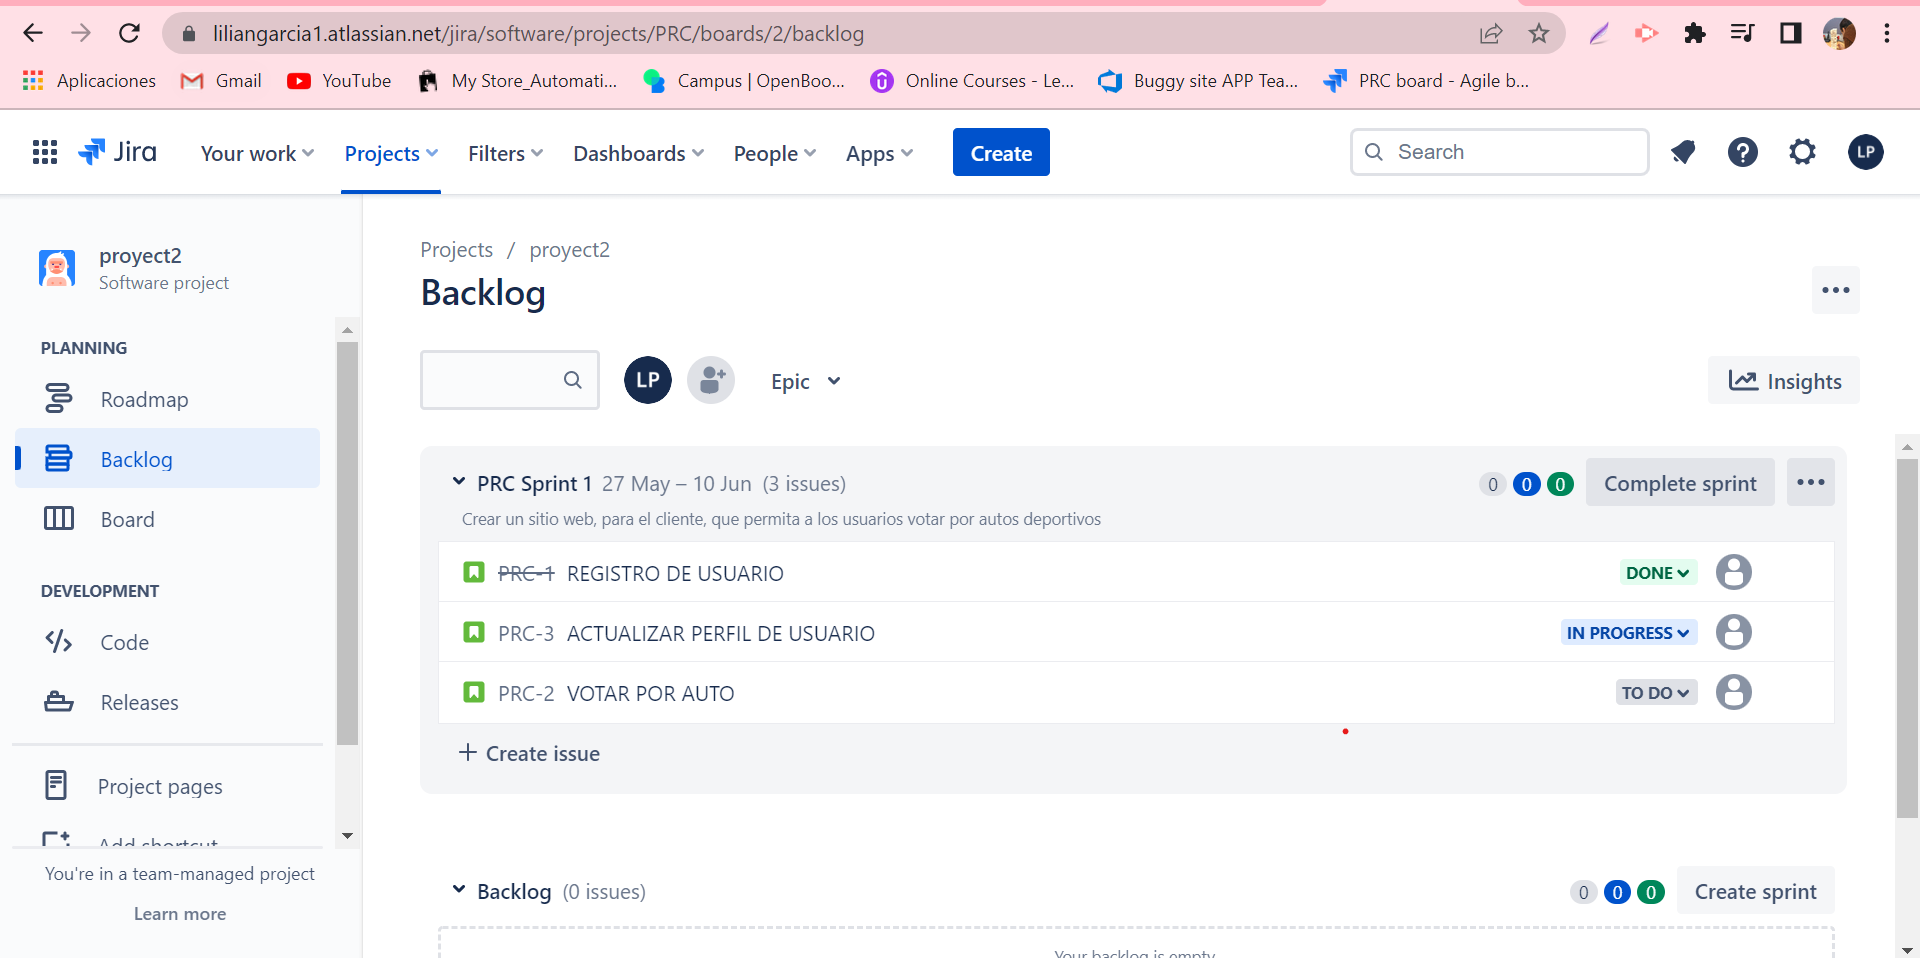 liliangarcia1.atlassian.net/jira/software/projects/PRC/boards/2/backlog
Aplicaciones Gmail YouTube My Store_Automati... Campus | OpenBoo... Online Courses - Le... Buggy site APP Tea... PRC board - Agile b...
Jira Your work Projects Filters Dashboards People Apps Create Search LP
proyect2
Software project
PLANNING
Roadmap
Backlog
Board
DEVELOPMENT
Code
Releases
Project pages
Add shortcut
You're in a team-managed project
Learn more
Projects / proyect2
Backlog
LP Epic Insights
PRC Sprint 1 27 May – 10 Jun (3 issues) 0 0 0 Complete sprint
Crear un sitio web, para el cliente, que permita a los usuarios votar por autos deportivos
PRC-1 REGISTRO DE USUARIO DONE
PRC-3 ACTUALIZAR PERFIL DE USUARIO IN PROGRESS
PRC-2 VOTAR POR AUTO TO DO
+ Create issue
Backlog (0 issues) 0 0 0 Create sprint
Your backlog is empty